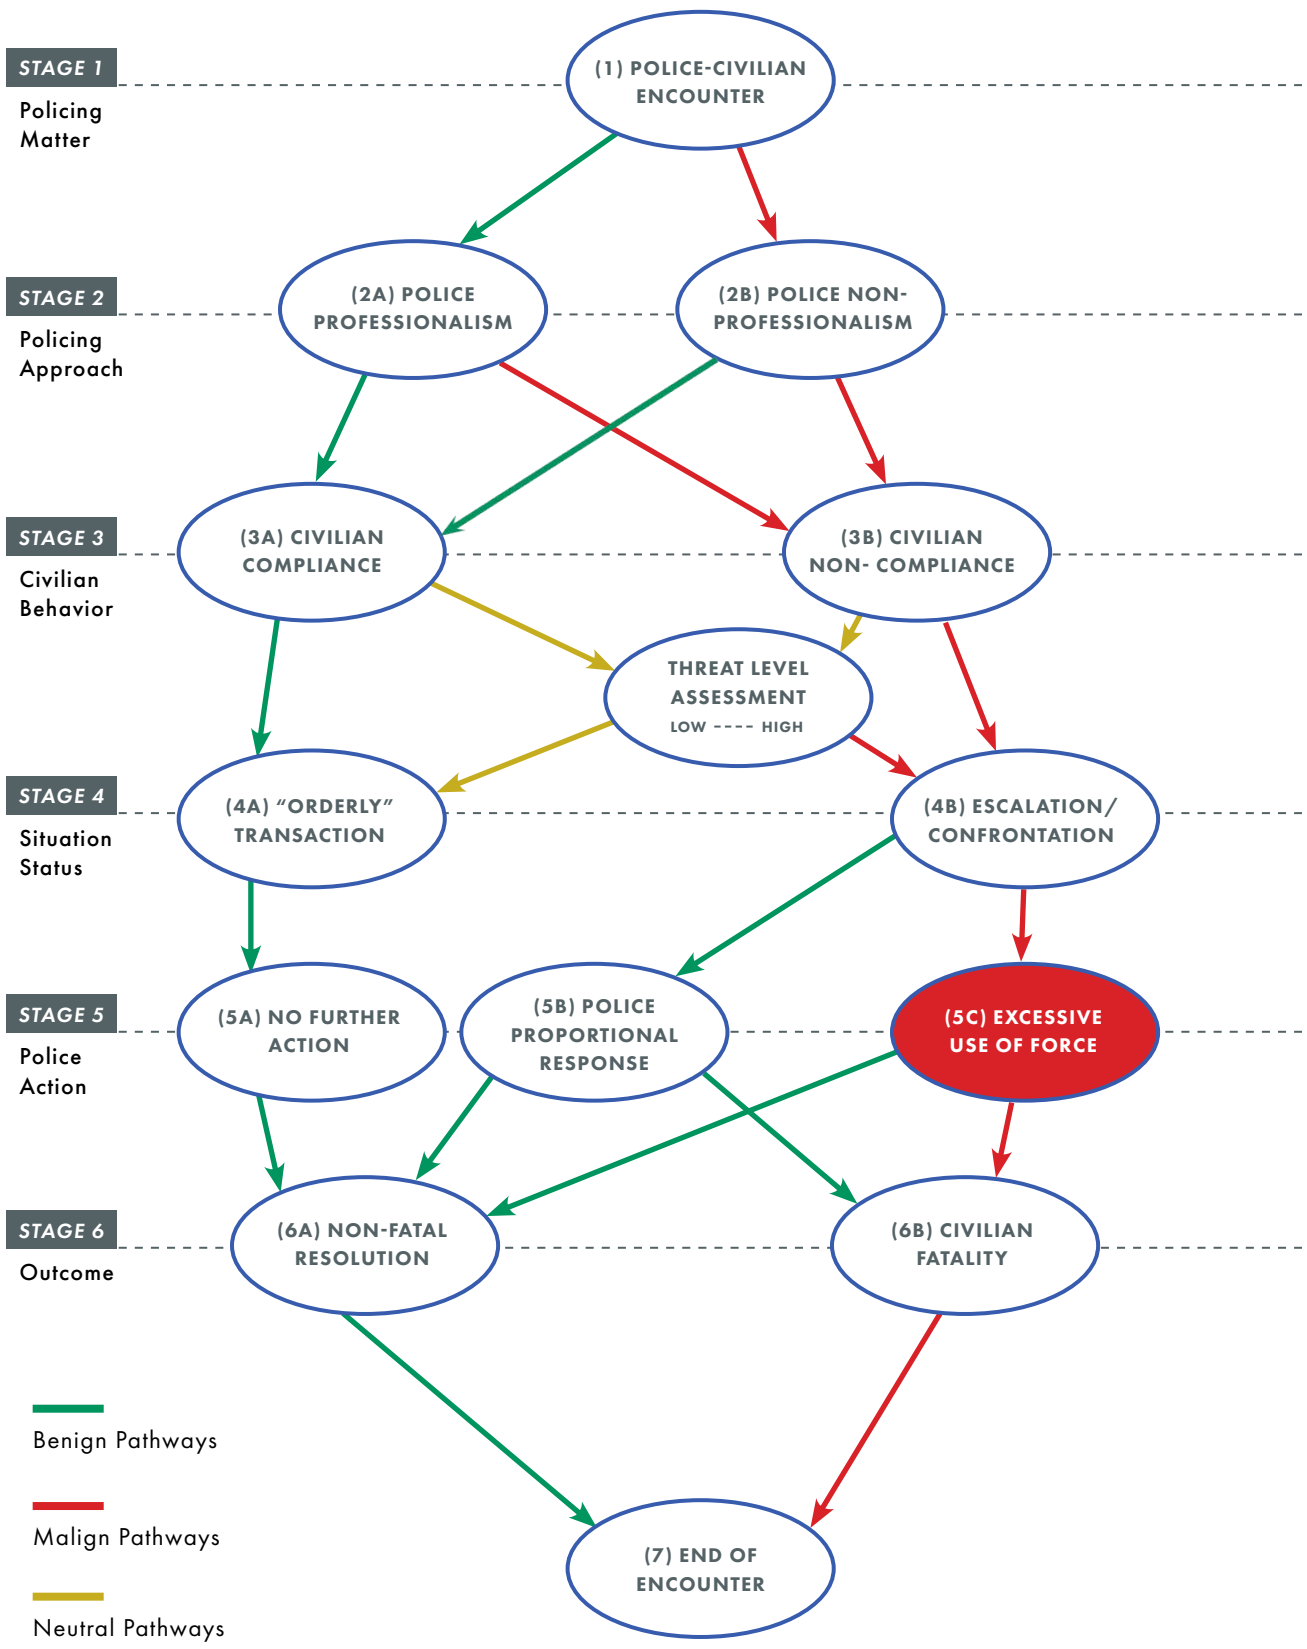 STAGE 1
Policing
Matter
(1) POLICE-CIVILIAN
ENCOUNTER
STAGE 2
Policing
Approach
(2A) POLICE
PROFESSIONALISM
(2B) POLICE NON-
PROFESSIONALISM
STAGE 3
Civilian
Behavior
(3A) CIVILIAN
COMPLIANCE
(3B) CIVILIAN
NON- COMPLIANCE
THREAT LEVEL
ASSESSMENT
LOW ---- HIGH
STAGE 4
Situation
Status
(4A) “ORDERLY”
TRANSACTION
(4B) ESCALATION/
CONFRONTATION
STAGE 5
Police
Action
(5A) NO FURTHER
ACTION
(5B) POLICE
PROPORTIONAL
RESPONSE
(5C) EXCESSIVE
USE OF FORCE
STAGE 6
Outcome
(6A) NON-FATAL
RESOLUTION
(6B) CIVILIAN
FATALITY
Benign Pathways
Malign Pathways
Neutral Pathways
(7) END OF
ENCOUNTER